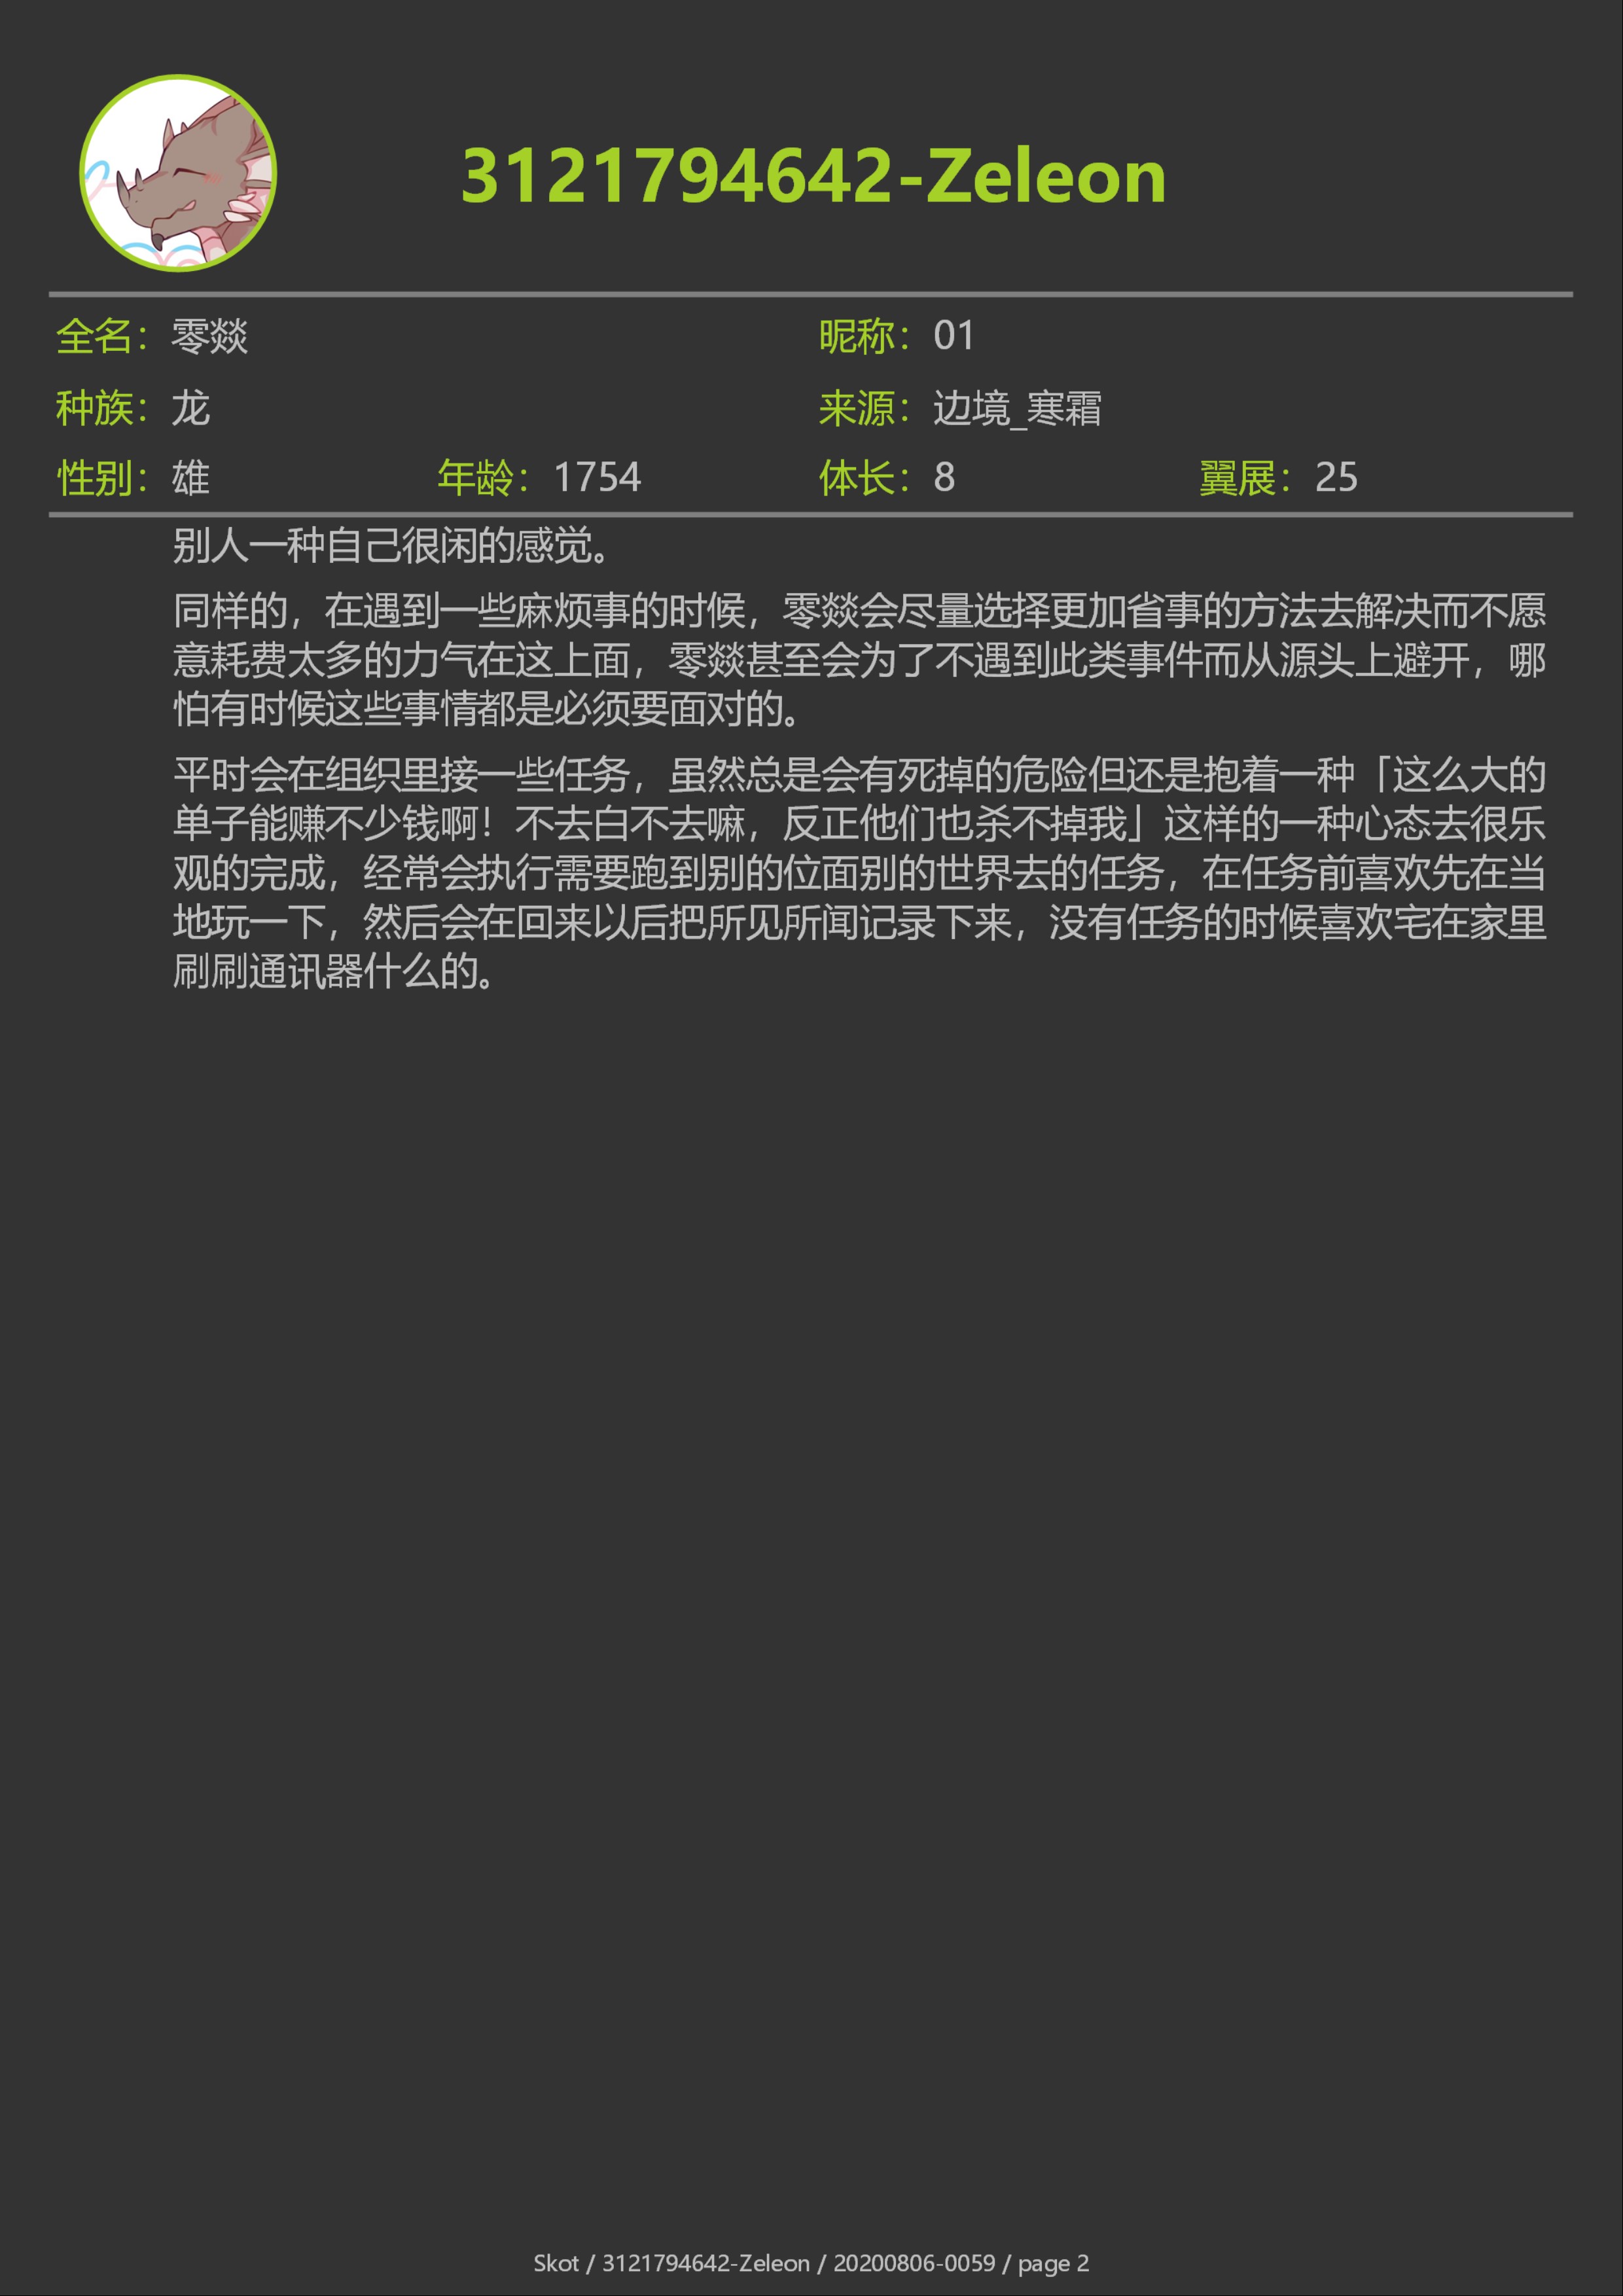 3121794642-Zeleon
全名：零燚 昵称：01
种族：龙 来源：边境_寒霜
性别：雄 年龄：1754 体长：8 翼展：25
别人一种自己很闲的感觉。
同样的，在遇到一些麻烦事的时候，零燚会尽量选择更加省事的方法去解决而不愿
意耗费太多的力气在这上面，零燚甚至会为了不遇到此类事件而从源头上避开，哪
怕有时候这些事情都是必须要面对的。
平时会在组织里接一些任务，虽然总是会有死掉的危险但还是抱着一种「这么大的
单子能赚不少钱啊！不去白不去嘛，反正他们也杀不掉我」这样的一种心态去很乐
观的完成，经常会执行需要跑到别的位面别的世界去的任务，在任务前喜欢先在当
地玩一下，然后会在回来以后把所见所闻记录下来，没有任务的时候喜欢宅在家里
刷刷通讯器什么的。
Skot / 3121794642-Zeleon / 20200806-0059 / page 2